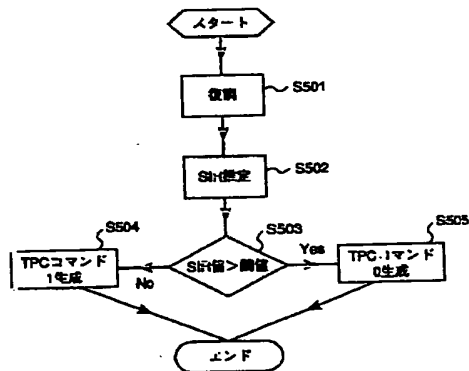 スタート
復調
S501
SIR推定
S502
SIR値>閾値
S503
Yes
No
S504
TPCコマンド
1生成
S505
TPCコマンド
0生成
エンド